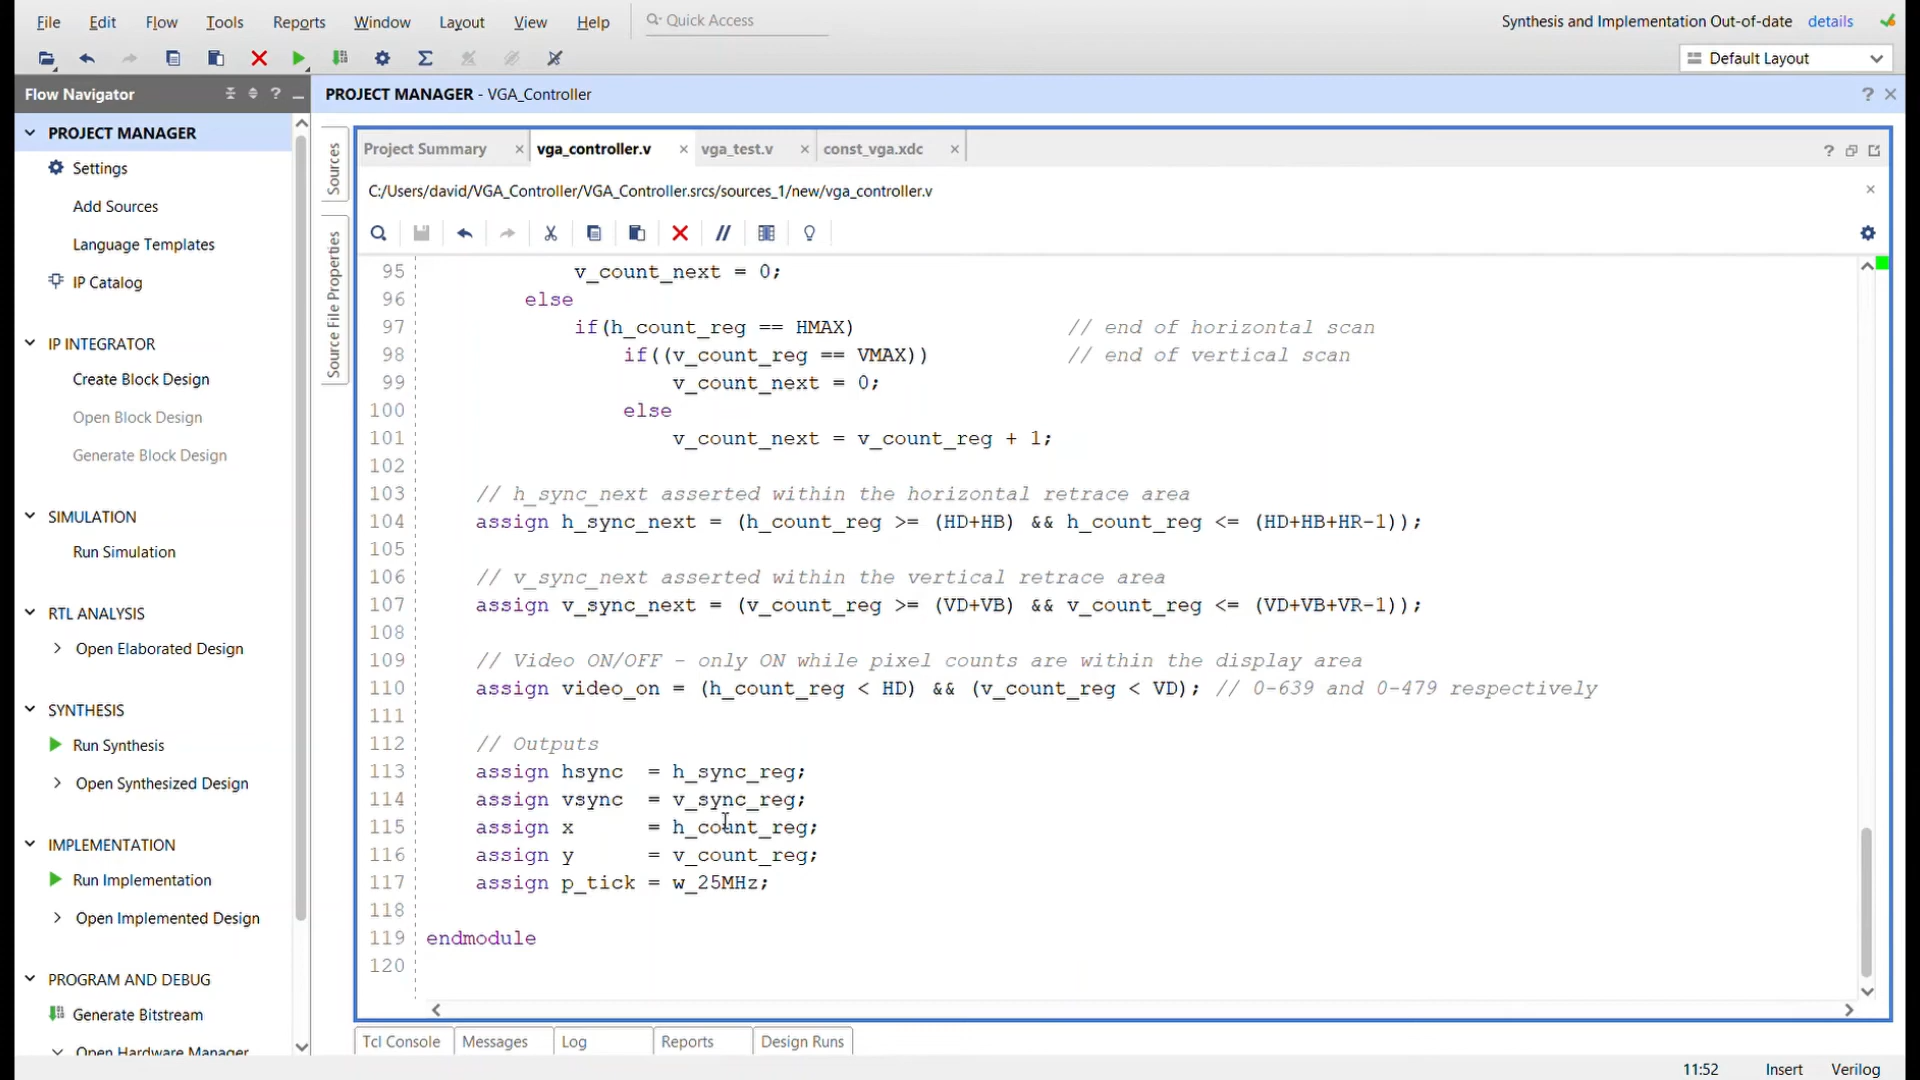 File Edit Flow Tools Reports Window Layout View Help Quick Access Synthesis and Implementation Out-of-date details
Default Layout
Flow Navigator ? _
PROJECT MANAGER - VGA_Controller ? ×
PROJECT MANAGER
Settings
Add Sources
Language Templates
IP Catalog
IP INTEGRATOR
Create Block Design
Open Block Design
Generate Block Design
SIMULATION
Run Simulation
RTL ANALYSIS
Open Elaborated Design
SYNTHESIS
Run Synthesis
Open Synthesized Design
IMPLEMENTATION
Run Implementation
Open Implemented Design
PROGRAM AND DEBUG
Generate Bitstream
Open Hardware Manager
Sources
Source File Properties
Project Summary × vga_controller.v × vga_test.v × const_vga.xdc × ?
C:/Users/david/VGA_Controller/VGA_Controller.srcs/sources_1/new/vga_controller.v ×
//
95 v_count_next = 0;
96 else
97 if(h_count_reg == HMAX) // end of horizontal scan
98 if((v_count_reg == VMAX)) // end of vertical scan
99 v_count_next = 0;
100 else
101 v_count_next = v_count_reg + 1;
102
103 // h_sync_next asserted within the horizontal retrace area
104 assign h_sync_next = (h_count_reg >= (HD+HB) && h_count_reg <= (HD+HB+HR-1));
105
106 // v_sync_next asserted within the vertical retrace area
107 assign v_sync_next = (v_count_reg >= (VD+VB) && v_count_reg <= (VD+VB+VR-1));
108
109 // Video ON/OFF - only ON while pixel counts are within the display area
110 assign video_on = (h_count_reg < HD) && (v_count_reg < VD); // 0-639 and 0-479 respectively
111
112 // Outputs
113 assign hsync = h_sync_reg;
114 assign vsync = v_sync_reg;
115 assign x = h_count_reg;
116 assign y = v_count_reg;
117 assign p_tick = w_25MHz;
118
119 endmodule
120
Tcl Console Messages Log Reports Design Runs
11:52 Insert Verilog